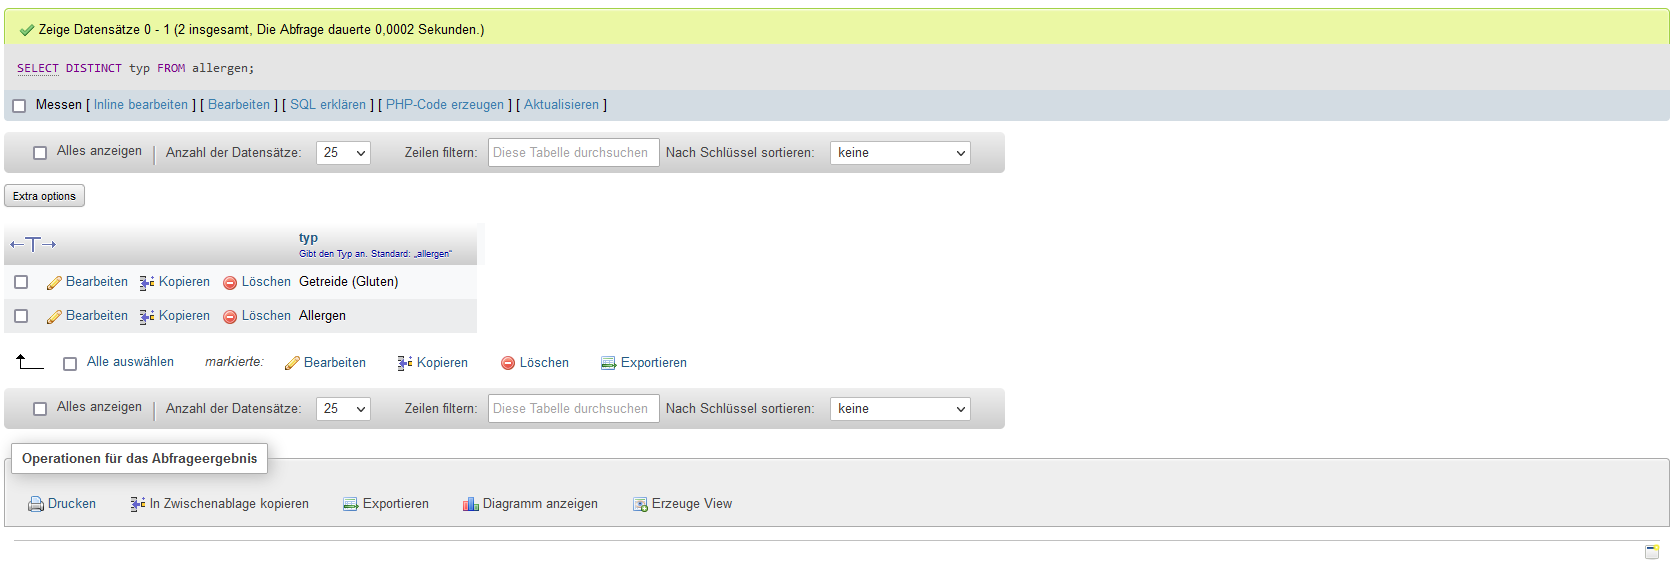 Zeige Datensätze 0 - 1 (2 insgesamt, Die Abfrage dauerte 0,0002 Sekunden.)
SELECT DISTINCT typ FROM allergen;
Messen [ Inline bearbeiten ] [ Bearbeiten ] [ SQL erklären ] [ PHP-Code erzeugen ] [ Aktualisieren ]
Alles anzeigen | Anzahl der Datensätze: 25 Zeilen filtern: Diese Tabelle durchsuchen Nach Schlüssel sortieren: keine
Extra options
←T→ typ
Gibt den Typ an. Standard: „allergen“
Bearbeiten Kopieren Löschen Getreide (Gluten)
Bearbeiten Kopieren Löschen Allergen
Alle auswählen markierte: Bearbeiten Kopieren Löschen Exportieren
Alles anzeigen | Anzahl der Datensätze: 25 Zeilen filtern: Diese Tabelle durchsuchen Nach Schlüssel sortieren: keine
Operationen für das Abfrageergebnis
Drucken In Zwischenablage kopieren Exportieren Diagramm anzeigen Erzeuge View